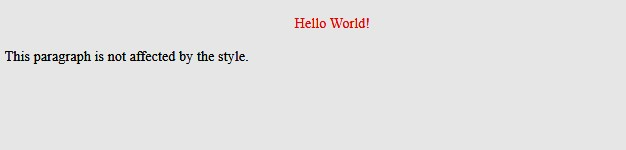 Hello World!
This paragraph is not affected by the style.